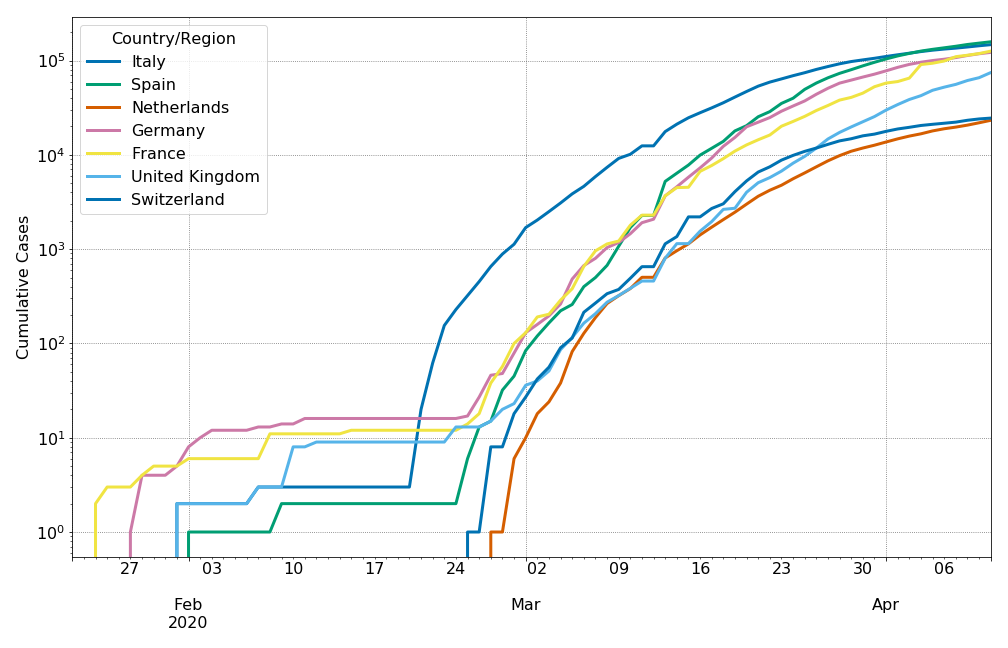 Country/Region
Italy
Spain
Netherlands
Germany
France
United Kingdom
Switzerland
Cumulative Cases
10⁵
10⁴
10³
10²
10¹
10⁰
27 03 10 17 24 02 09 16 23 30 06
Feb Mar Apr
2020